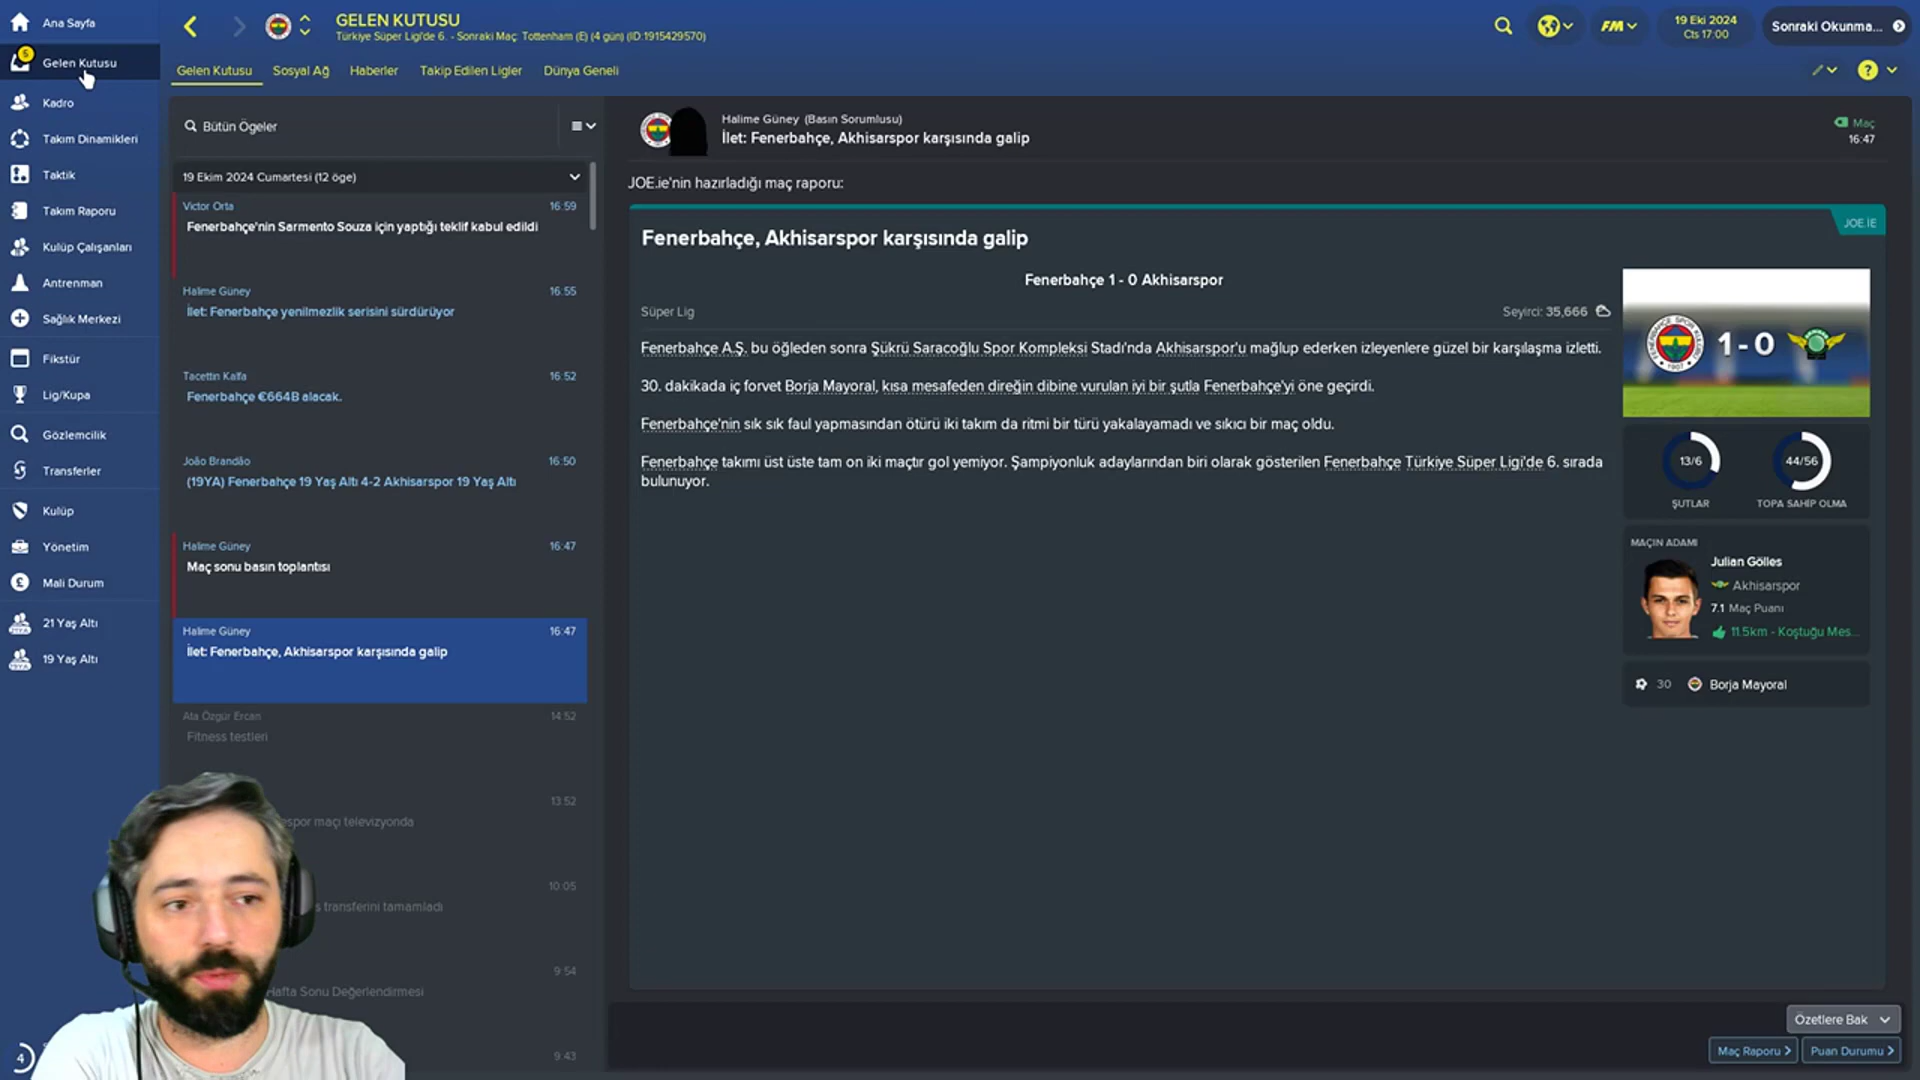 Ana Sayfa
5
Gelen Kutusu
Kadro
Takım Dinamikleri
Taktik
Takım Raporu
Kulüp Çalışanları
Antrenman
Sağlık Merkezi
Fikstür
Lig/Kupa
Gözlemcilik
Transferler
Kulüp
Yönetim
Mali Durum
21 Yaş Altı
19 Yaş Altı
4
GELEN KUTUSU
Türkiye Süper Ligi'de 6. - Sonraki Maç: Tottenham (E) (4 gün) (ID:1915429570)
FM
19 Eki 2024
Cts 17:00
Sonraki Okunma...
Gelen Kutusu
Sosyal Ağ
Haberler
Takip Edilen Ligler
Dünya Geneli
?
Bütün Ögeler
19 Ekim 2024 Cumartesi (12 öge)
Victor Orta 16:59
Fenerbahçe'nin Sarmento Souza için yaptığı teklif kabul edildi
Halime Güney 16:55
İlet: Fenerbahçe yenilmezlik serisini sürdürüyor
Tacettin Kalfa 16:52
Fenerbahçe €664B alacak.
João Brandão 16:50
(19YA) Fenerbahçe 19 Yaş Altı 4-2 Akhisarspor 19 Yaş Altı
Halime Güney 16:47
Maç sonu basın toplantısı
Halime Güney 16:47
İlet: Fenerbahçe, Akhisarspor karşısında galip
Ata Özgür Ercan 14:52
Fitness testleri
13:52
spor maçı televizyonda
10:05
s transferini tamamladı
9:54
Hafta Sonu Değerlendirmesi
9:43
Halime Güney (Basın Sorumlusu)
İlet: Fenerbahçe, Akhisarspor karşısında galip
Maç
16:47
JOE.ie'nin hazırladığı maç raporu:
JOE.IE
Fenerbahçe, Akhisarspor karşısında galip
Fenerbahçe 1 - 0 Akhisarspor
Süper Lig
Seyirci: 35,666
Fenerbahçe A.Ş. bu öğleden sonra Şükrü Saracoğlu Spor Kompleksi Stadı'nda Akhisarspor'u mağlup ederken izleyenlere güzel bir karşılaşma izletti.
30. dakikada iç forvet Borja Mayoral, kısa mesafeden direğin dibine vurulan iyi bir şutla Fenerbahçe'yi öne geçirdi.
Fenerbahçe'nin sık sık faul yapmasından ötürü iki takım da ritmi bir türü yakalayamadı ve sıkıcı bir maç oldu.
Fenerbahçe takımı üst üste tam on iki maçtır gol yemiyor. Şampiyonluk adaylarından biri olarak gösterilen Fenerbahçe Türkiye Süper Ligi'de 6. sırada
bulunuyor.
1 - 0
13/6
44/56
ŞUTLAR
TOPA SAHİP OLMA
MAÇIN ADAMI
Julian Gölles
Akhisarspor
7.1 Maç Puanı
11.5km - Koştuğu Mes...
30 Borja Mayoral
Özetlere Bak
Maç Raporu
Puan Durumu